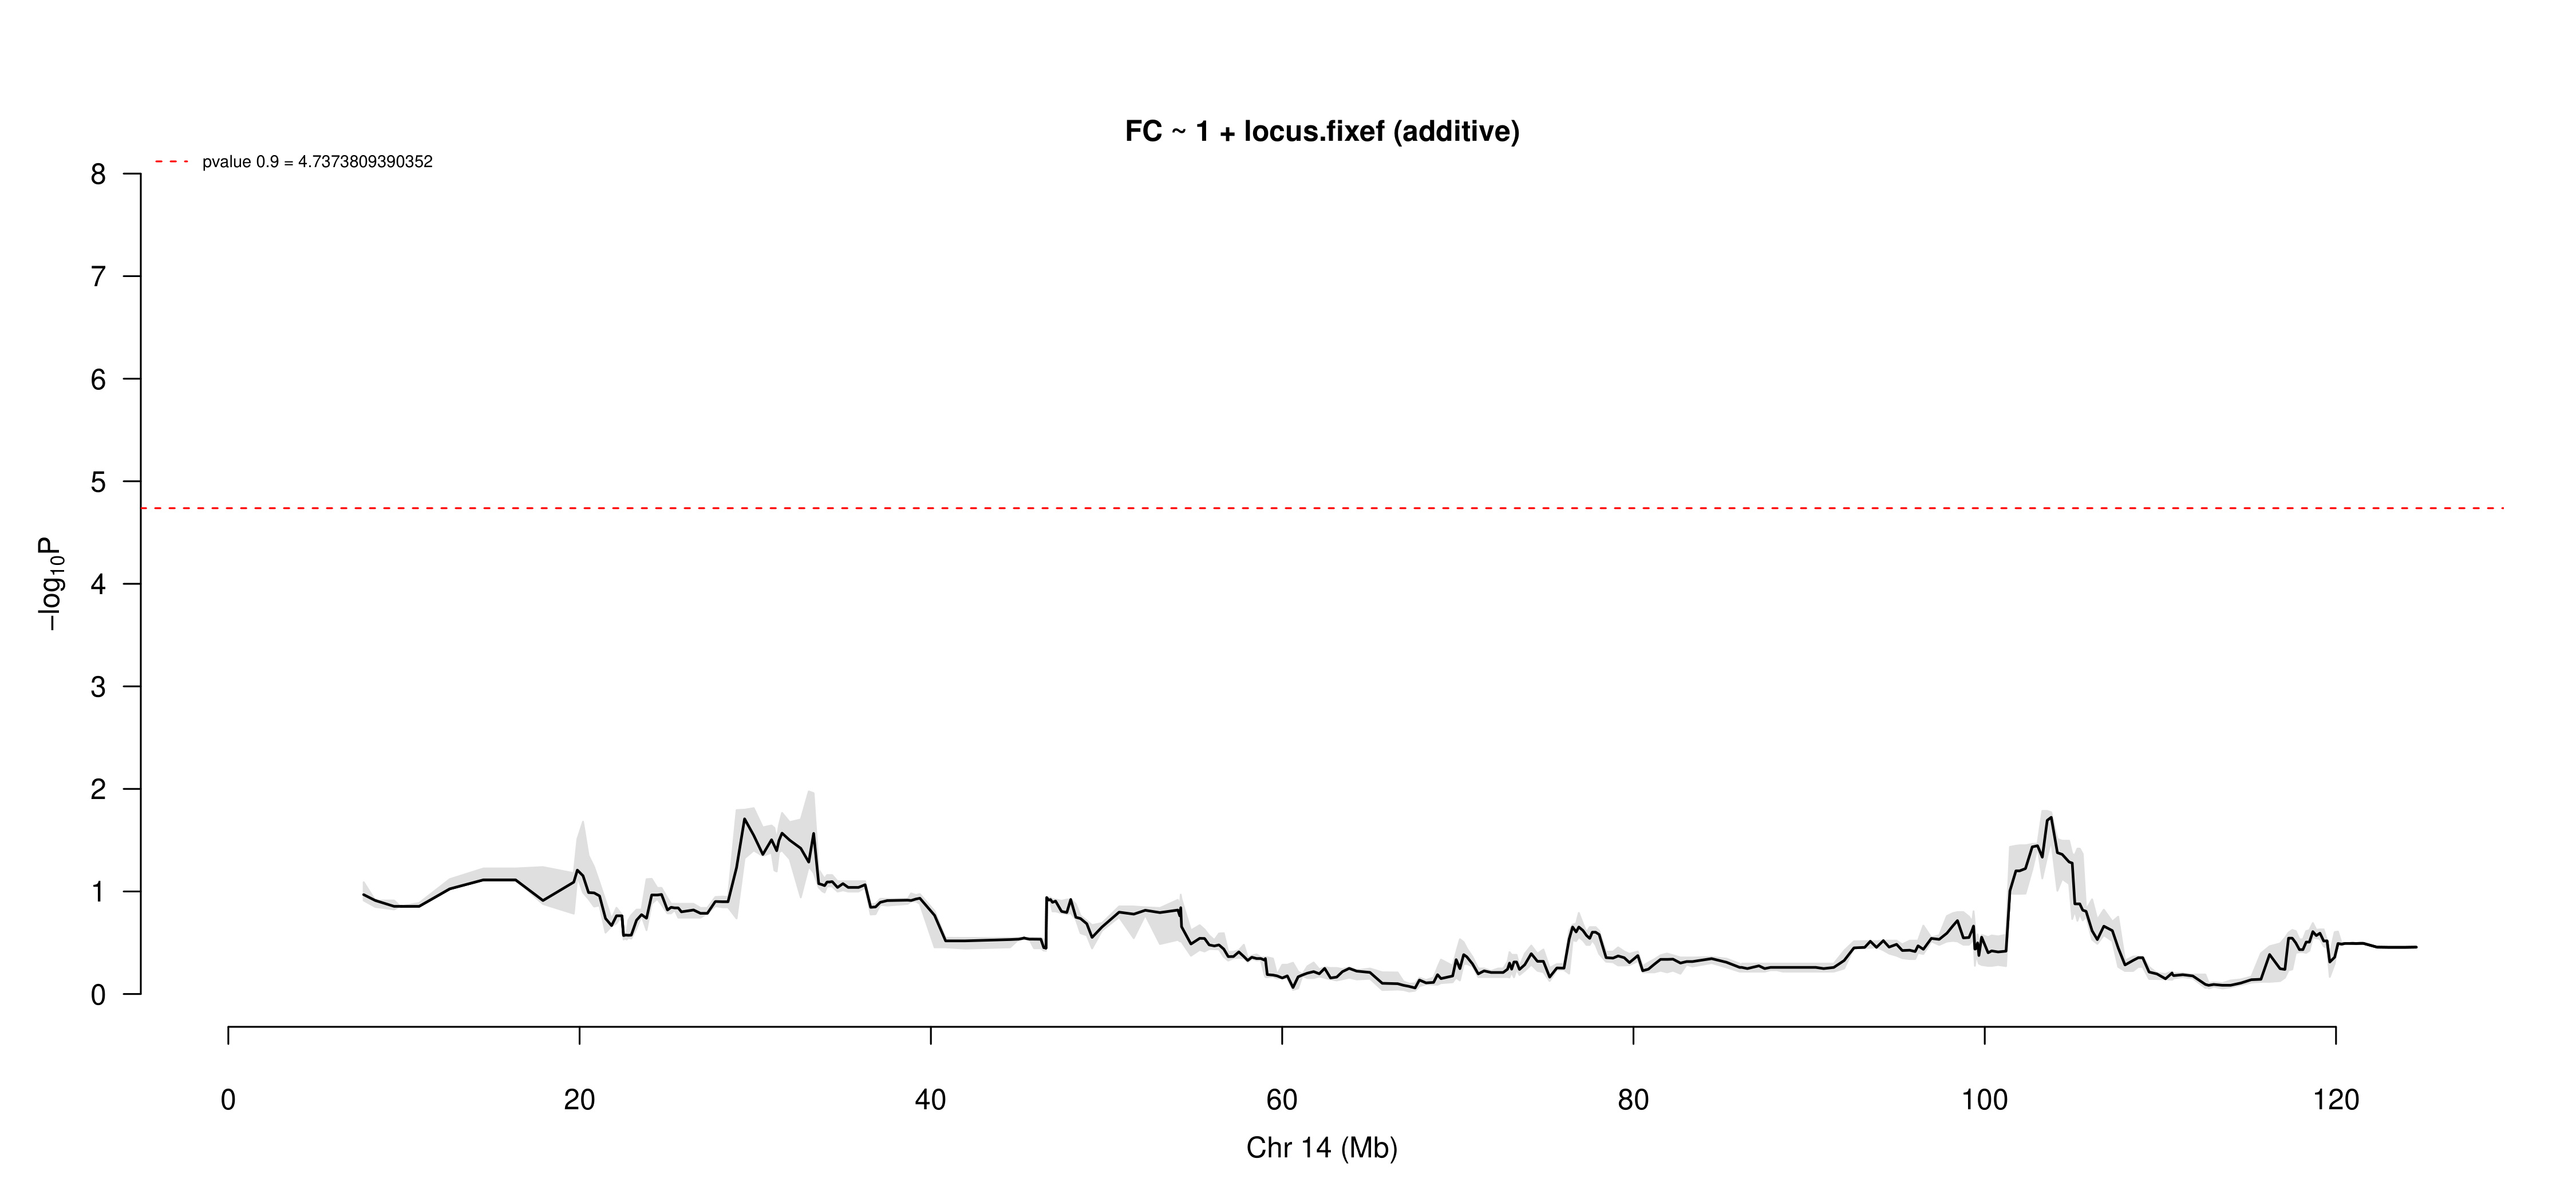 FC ~ 1 + locus.fixef (additive)
pvalue 0.9 = 4.7373809390352
8
7
6
5
4
3
2
1
0
−log₁₀P
0 20 40 60 80 100 120
Chr 14 (Mb)